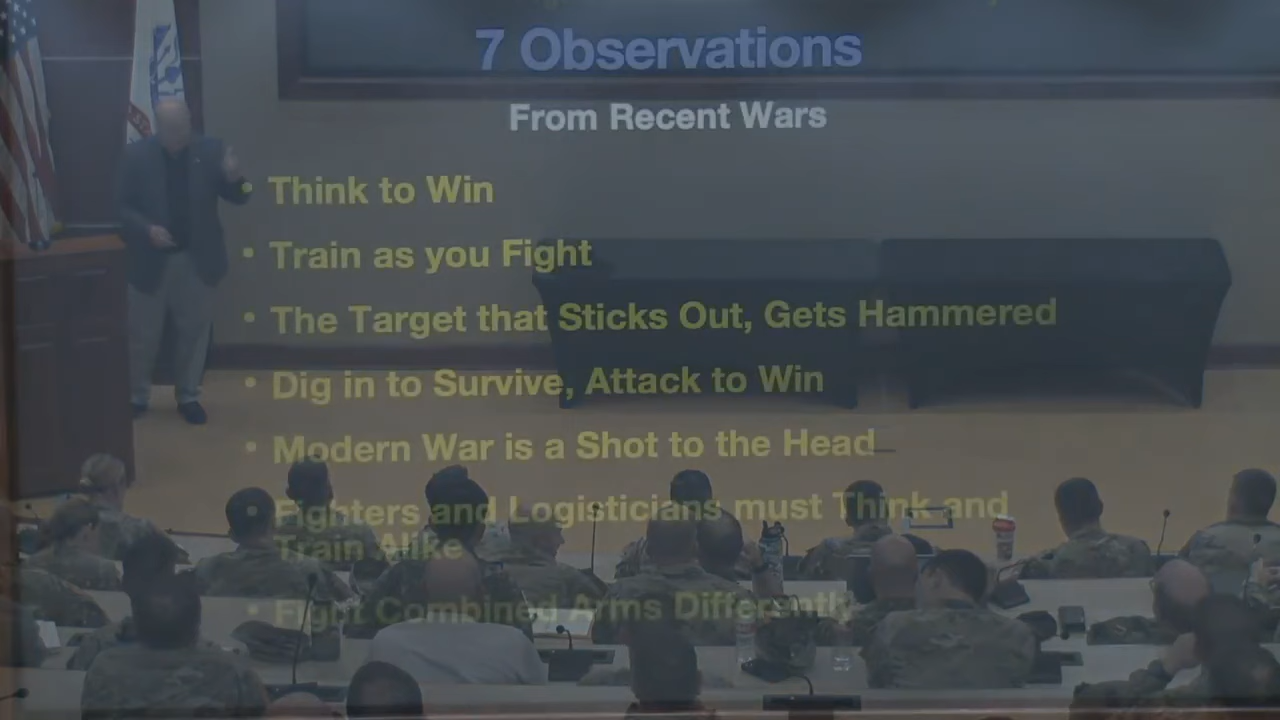 7 Observations
From Recent Wars
• Think to Win
• Train as you Fight
• The Target that Sticks Out, Gets Hammered
• Dig in to Survive, Attack to Win
• Modern War is a Shot to the Head
• Fighters and Logisticians must Think and
Train Alike
• Fight Combined Arms Differently